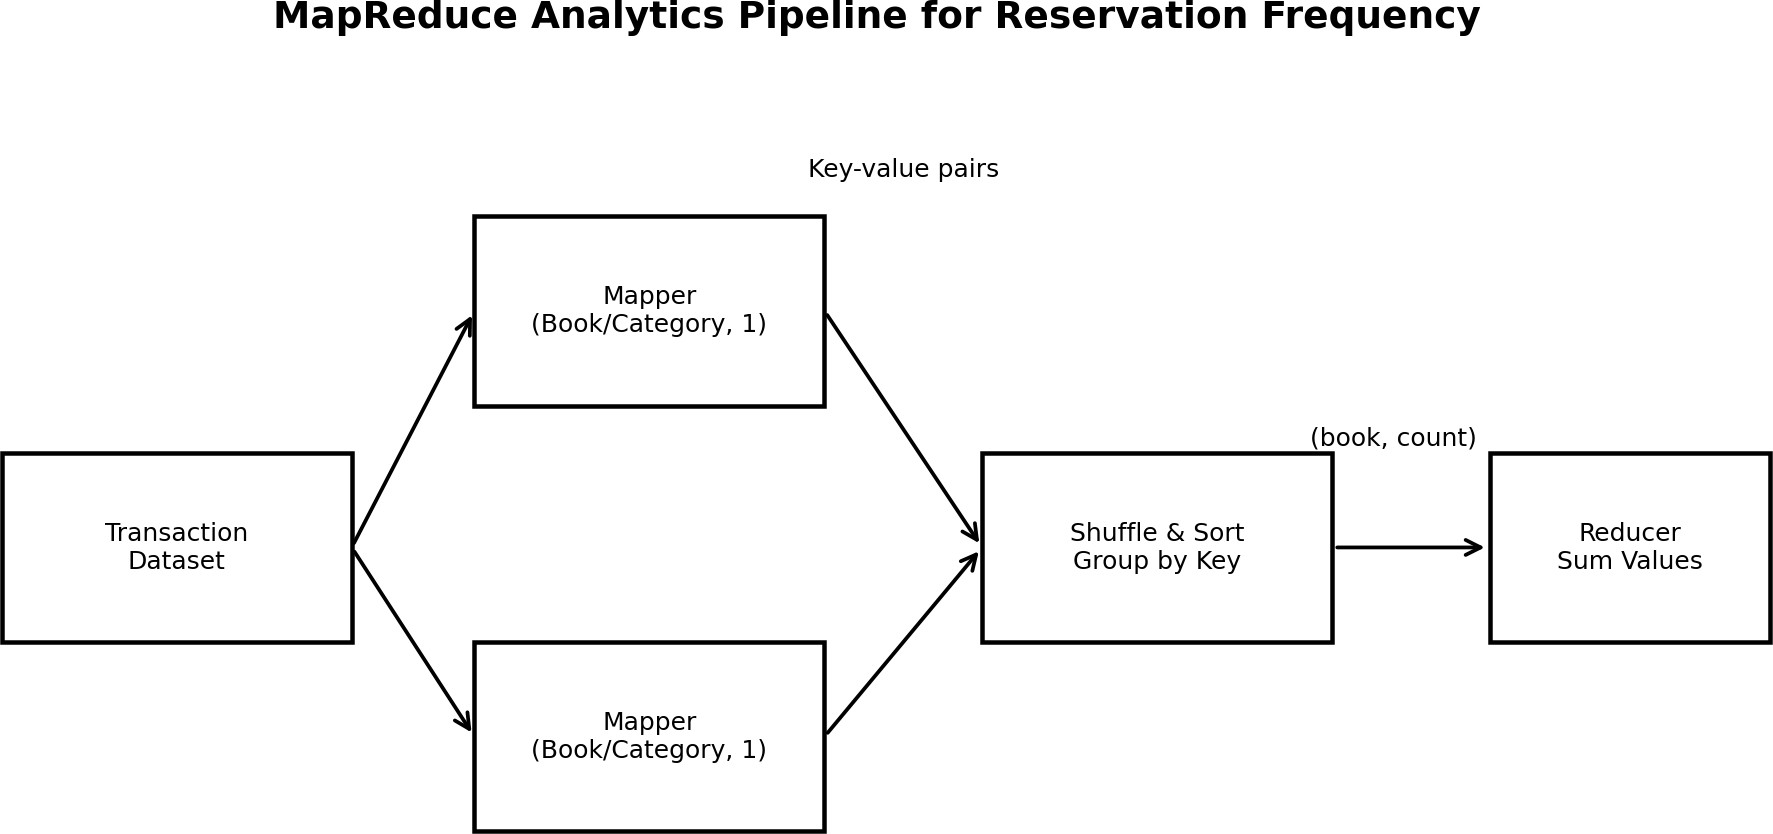 MapReduce Analytics Pipeline for Reservation Frequency
Key-value pairs
Mapper
(Book/Category, 1)
(book, count)
Transaction
Dataset
Shuffle & Sort
Group by Key
Reducer
Sum Values
Mapper
(Book/Category, 1)